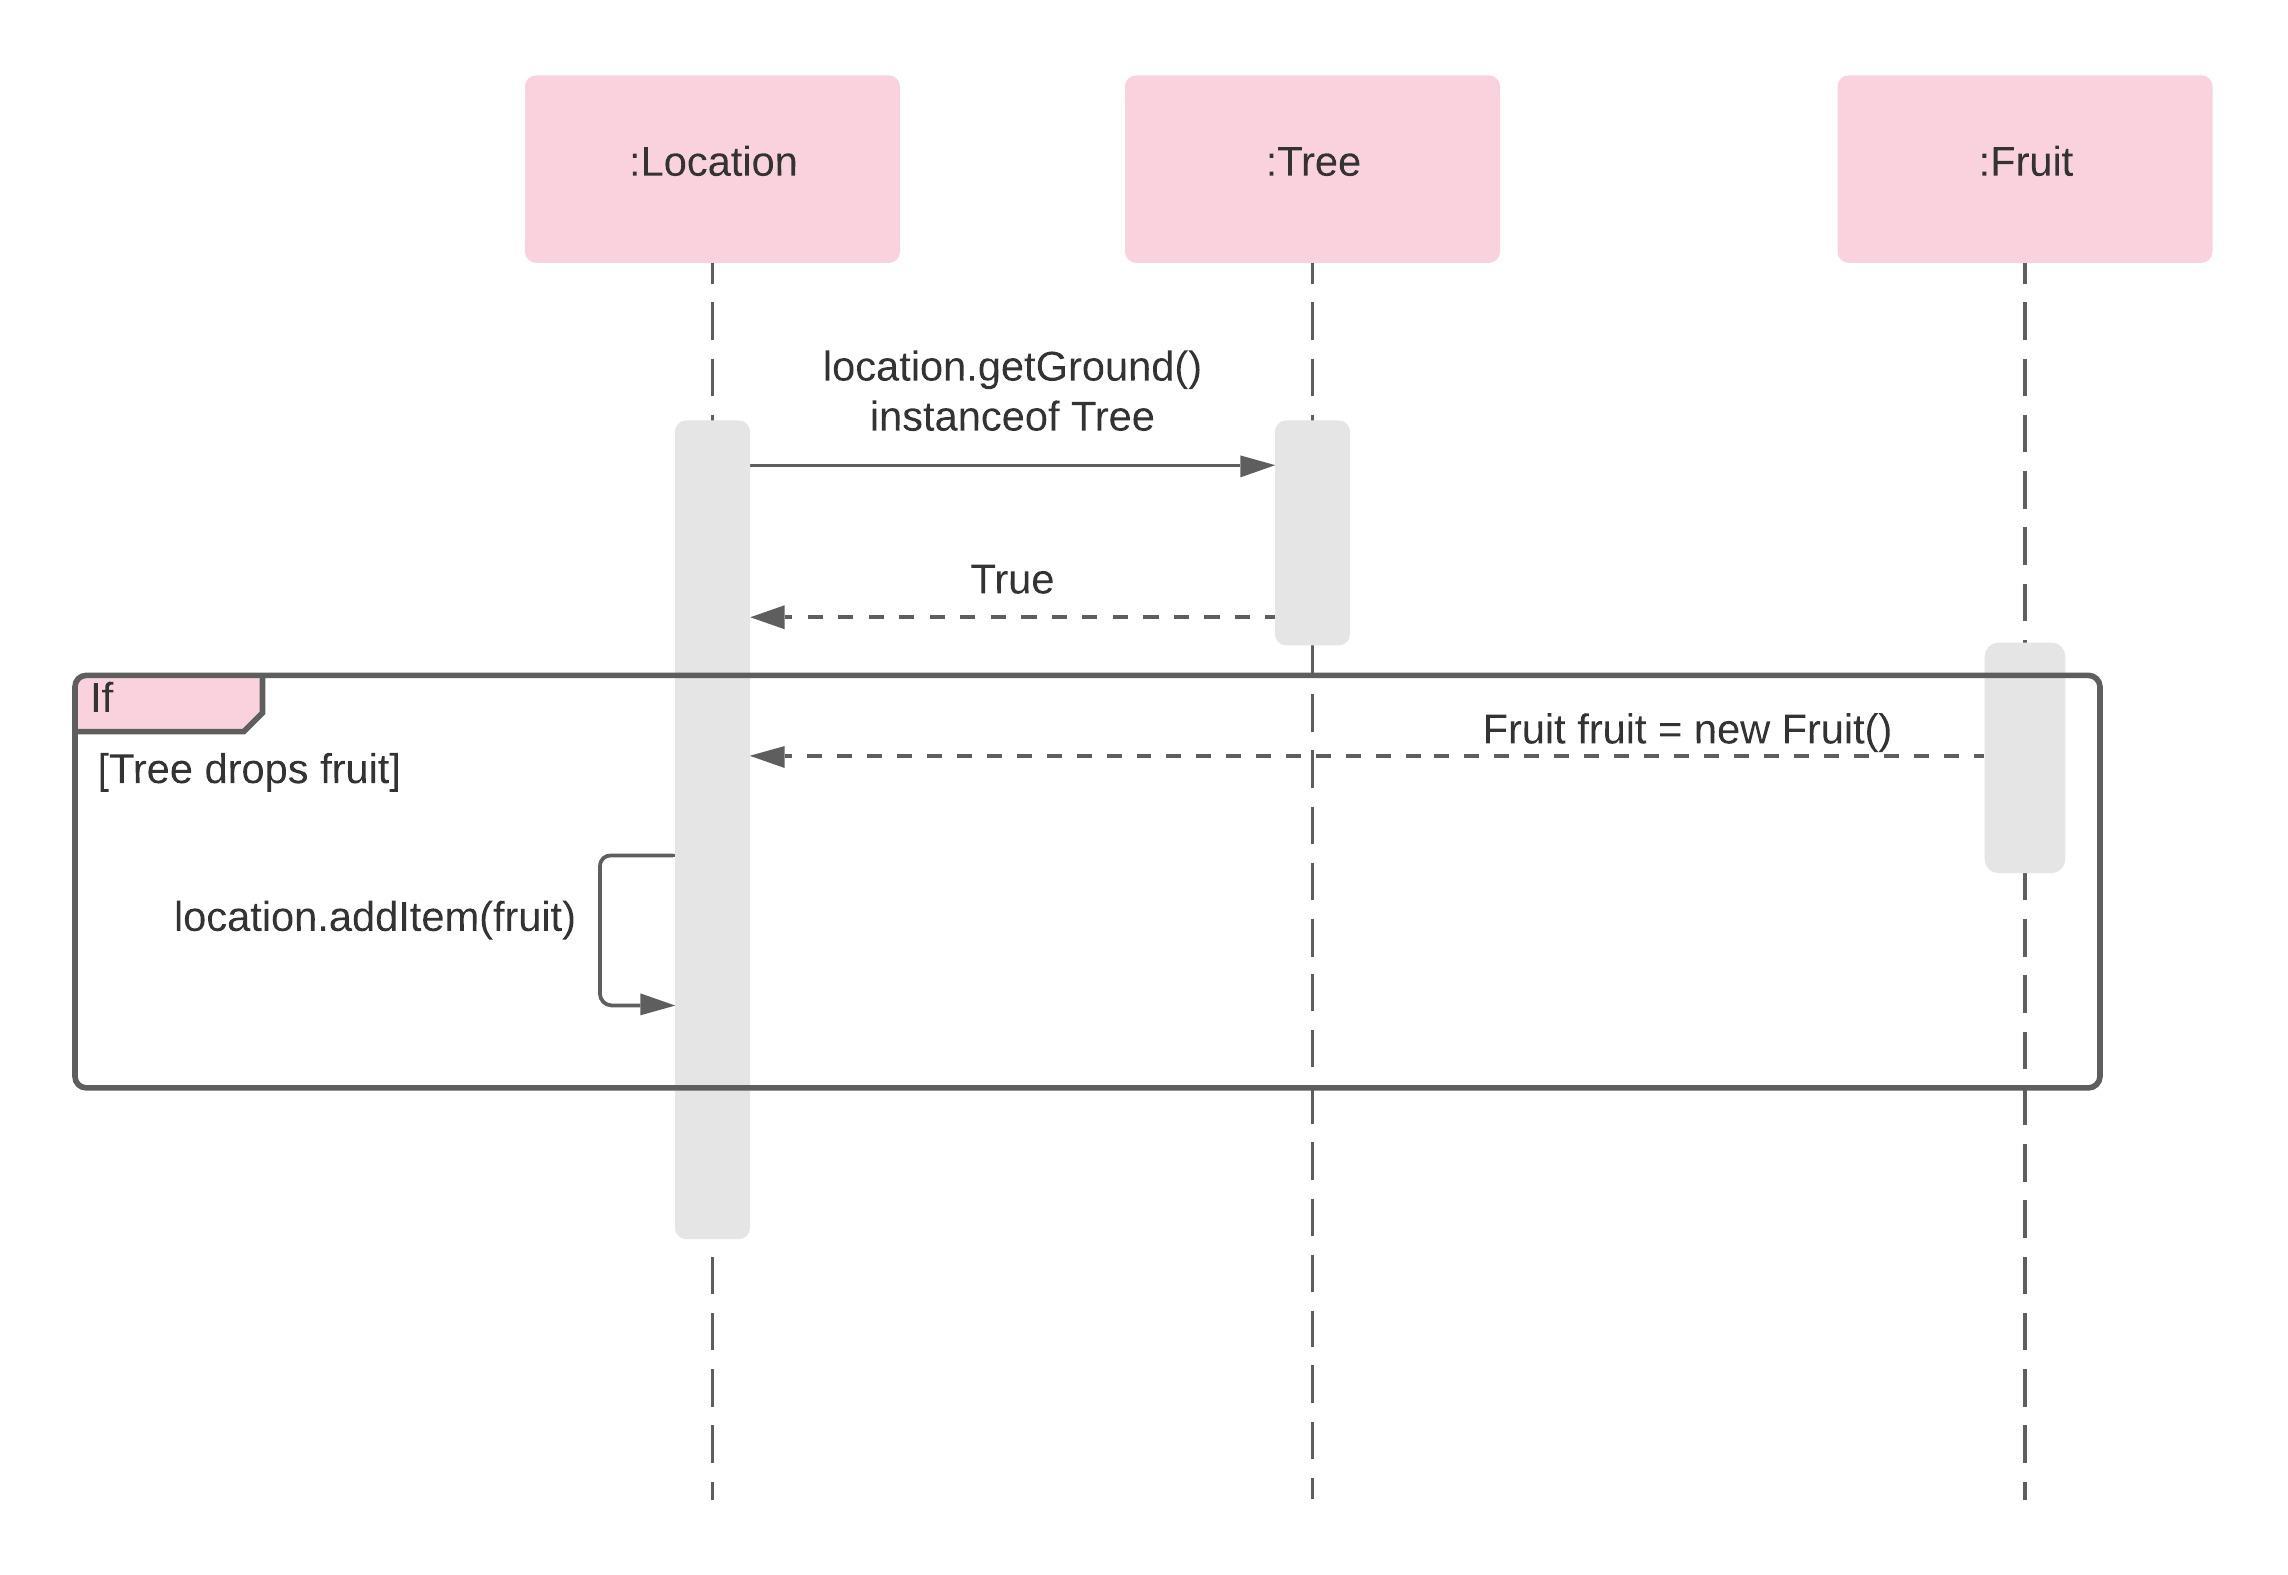 :Location
:Tree
:Fruit
location.getGround()
instanceof Tree
True
If
Fruit fruit = new Fruit()
[Tree drops fruit]
location.addItem(fruit)